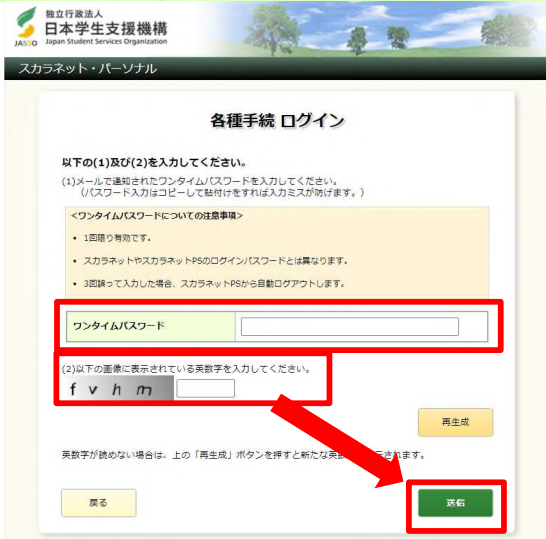 独立行政法人
日本学生支援機構
JASSO Japan Student Services Organization
スカラネット・パーソナル
各種手続 ログイン
以下の(1)及び(2)を入力してください。
(1)メールで通知されたワンタイムパスワードを入力してください。
（パスワード入力はコピーして貼付けをすれば入力ミスが防げます。）
<ワンタイムパスワードについての注意事項>
• 1回限り有効です。
• スカラネットやスカラネットPSのログインパスワードとは異なります。
• 3回誤って入力した場合、スカラネットPSから自動ログアウトします。
ワンタイムパスワード
(2)以下の画像に表示されている英数字を入力してください。
f v h m
再生成
英数字が読めない場合は、上の「再生成」ボタンを押すと新たな英数 示されます。
戻る
送信